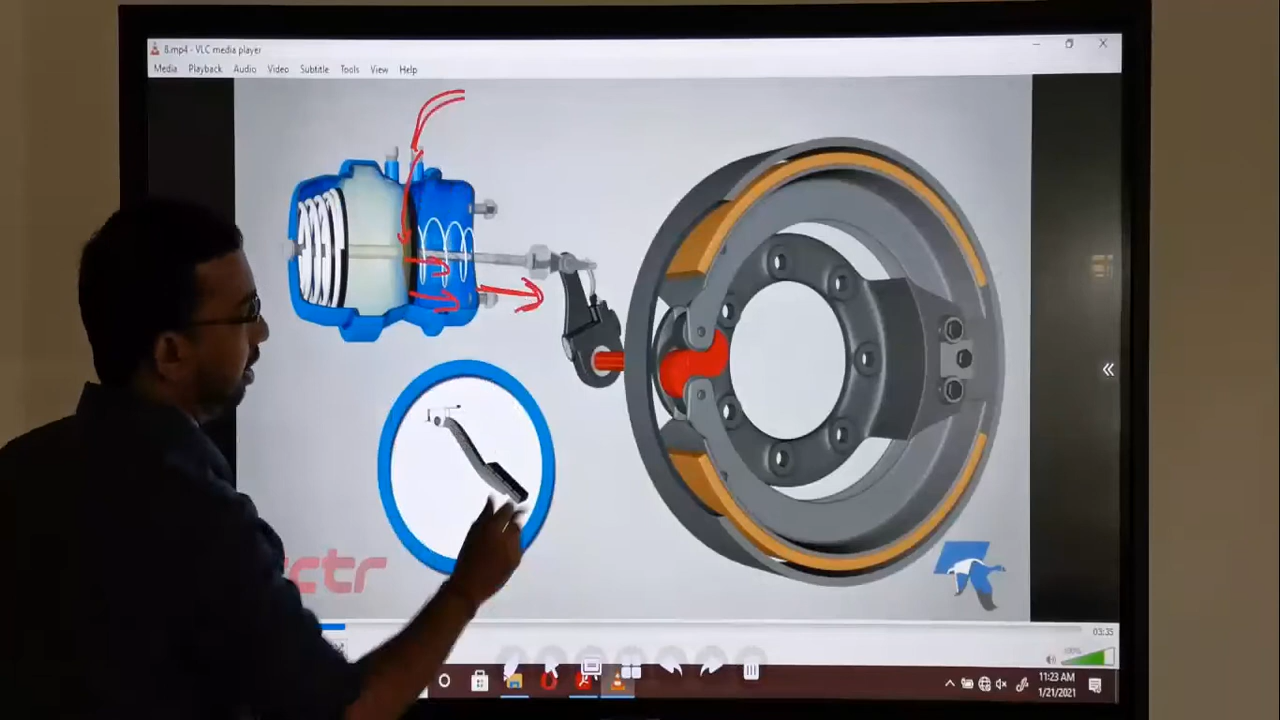 8.mp4 - VLC media player
Media Playback Audio Video Subtitle Tools View Help
ctr
03:35
100%
11:23 AM
1/21/2021